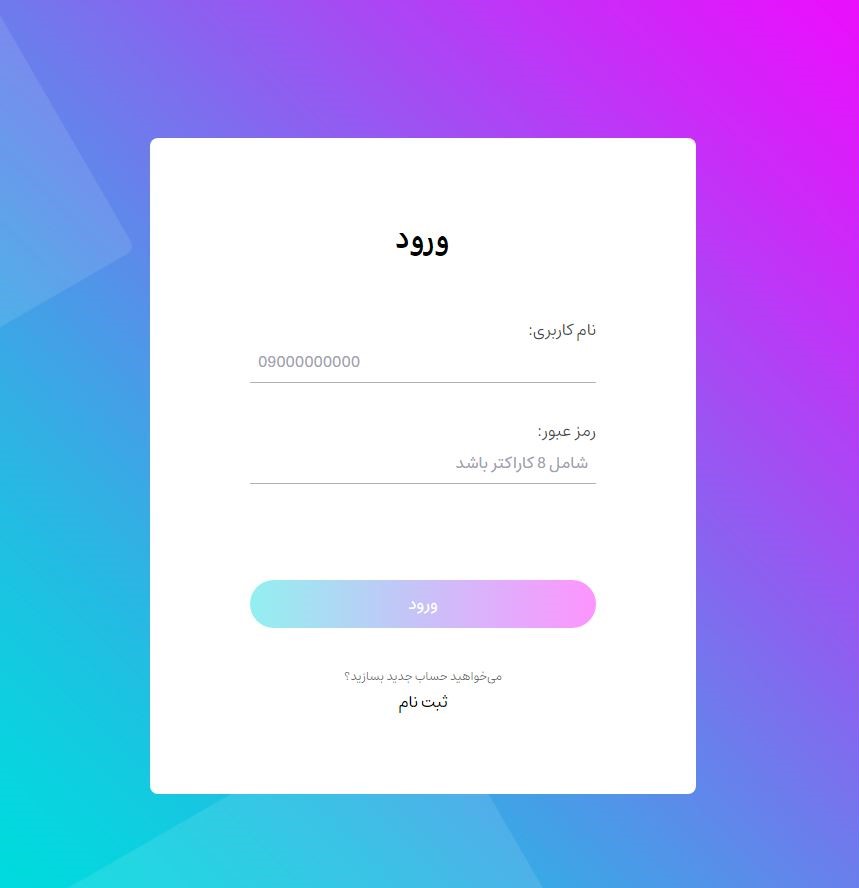 ورود
نام کاربری:
09000000000
رمز عبور:
شامل 8 کاراکتر باشد
ورود
می‌خواهید حساب جدید بسازید؟
ثبت نام